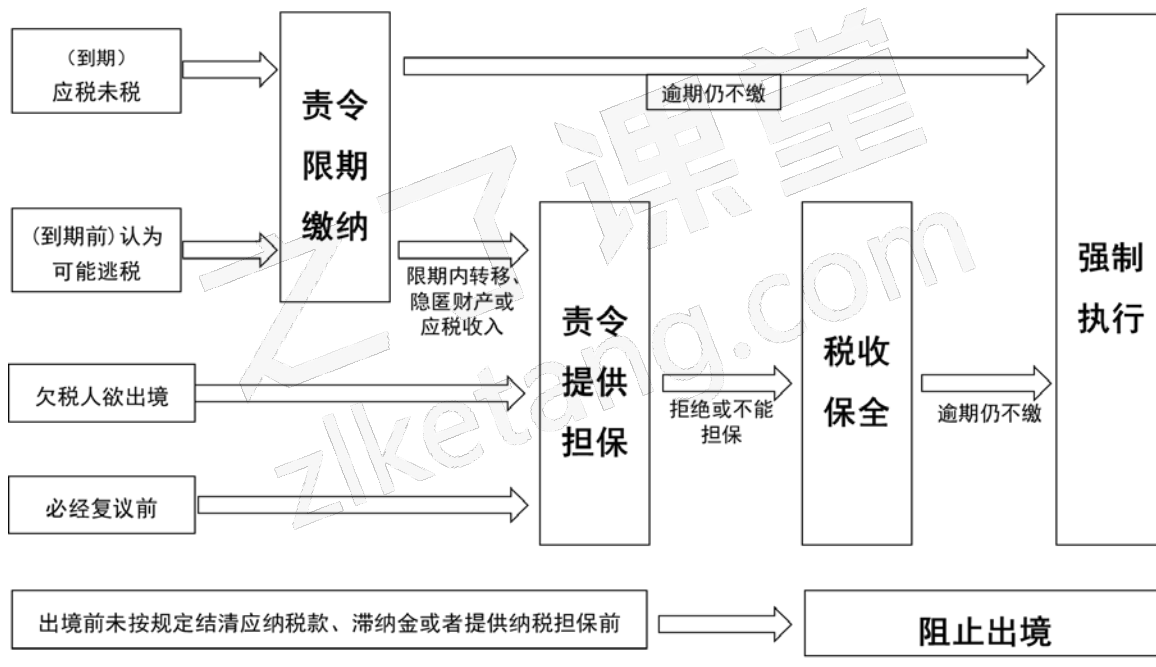 （到期）
应税未税
责令
限期
缴纳
逾期仍不缴
(到期前)认为
可能逃税
限期内转移、
隐匿财产或
应税收入
欠税人欲出境
必经复议前
责令
提供
担保
拒绝或不能
担保
税收
保全
逾期仍不缴
强制
执行
出境前未按规定结清应纳税款、滞纳金或者提供纳税担保前
阻止出境
之了课堂
zlketang.com